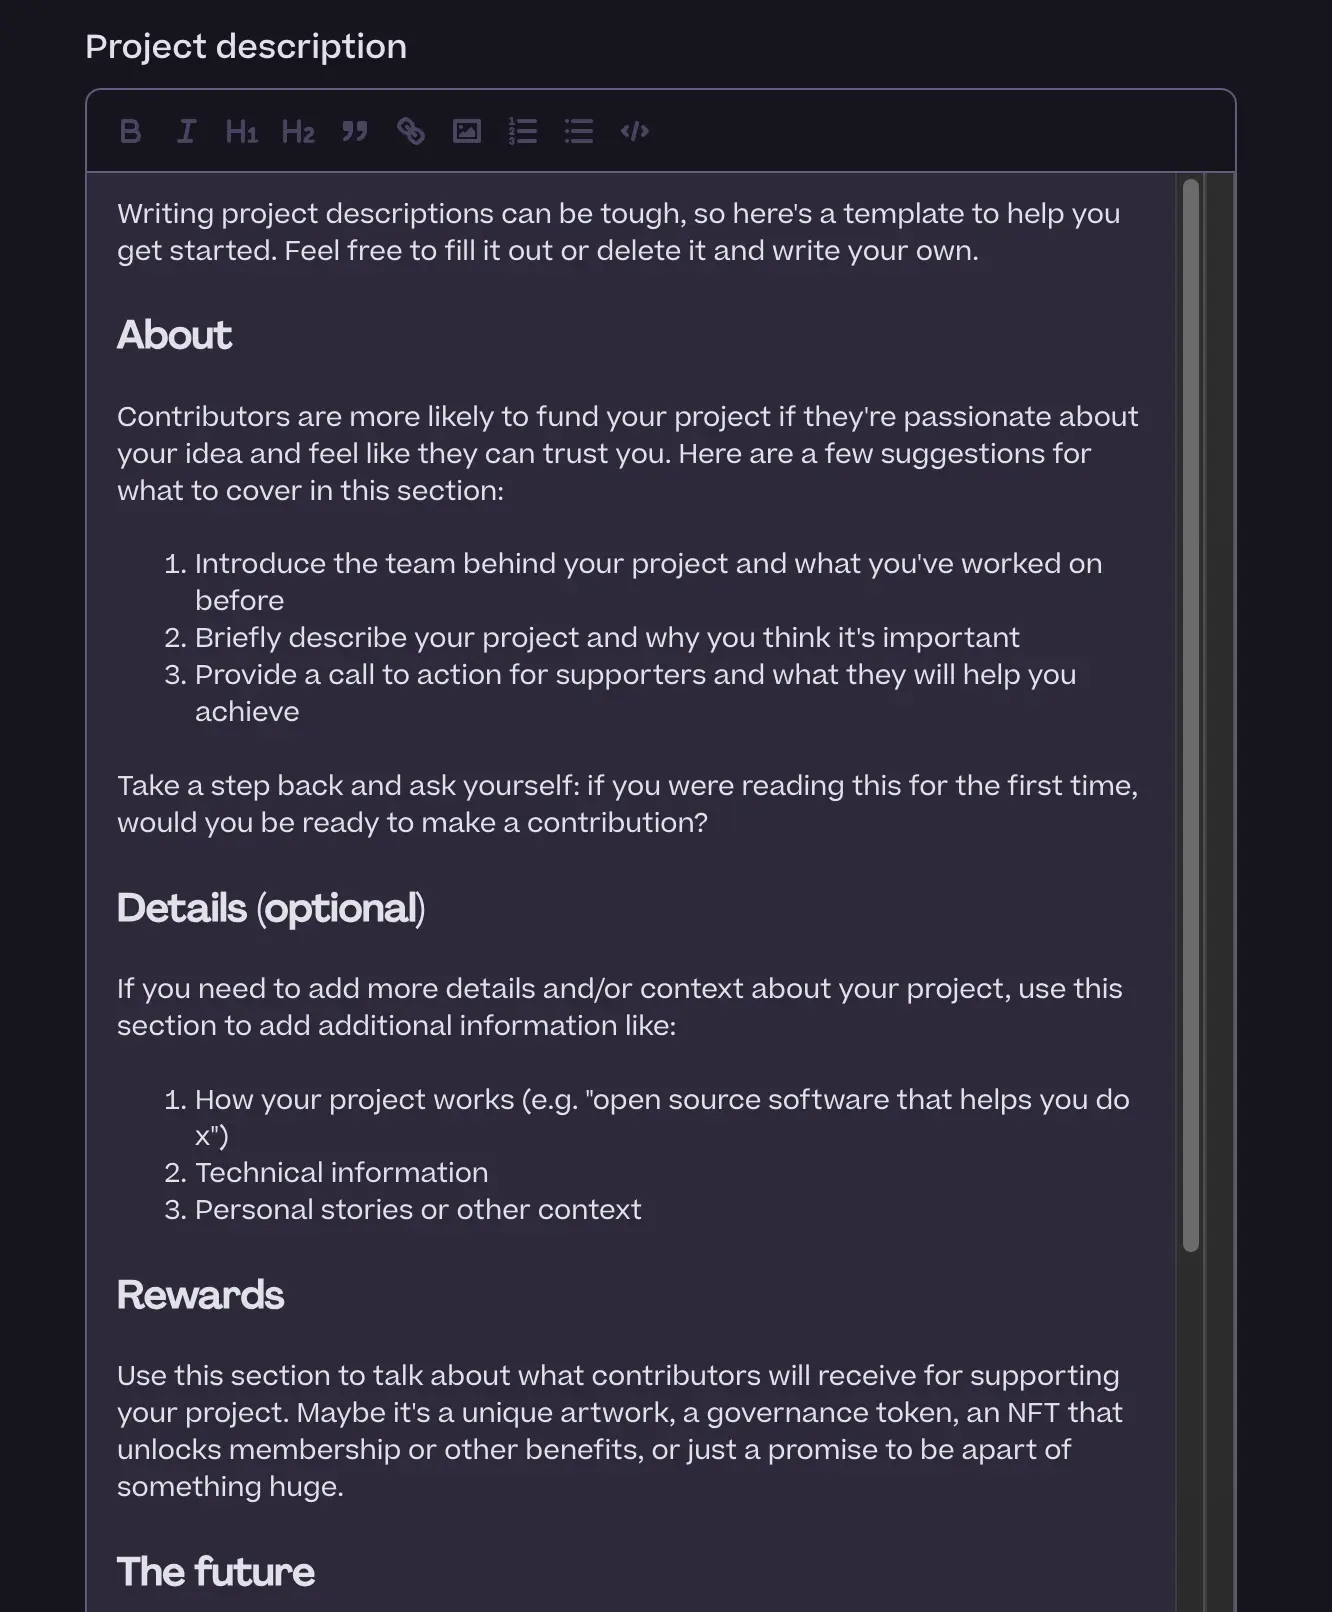 Project description
B I H1 H2
Writing project descriptions can be tough, so here's a template to help you
get started. Feel free to fill it out or delete it and write your own.
About
Contributors are more likely to fund your project if they're passionate about
your idea and feel like they can trust you. Here are a few suggestions for
what to cover in this section:
1. Introduce the team behind your project and what you've worked on
before
2. Briefly describe your project and why you think it's important
3. Provide a call to action for supporters and what they will help you
achieve
Take a step back and ask yourself: if you were reading this for the first time,
would you be ready to make a contribution?
Details (optional)
If you need to add more details and/or context about your project, use this
section to add additional information like:
1. How your project works (e.g. "open source software that helps you do
x")
2. Technical information
3. Personal stories or other context
Rewards
Use this section to talk about what contributors will receive for supporting
your project. Maybe it's a unique artwork, a governance token, an NFT that
unlocks membership or other benefits, or just a promise to be apart of
something huge.
The future